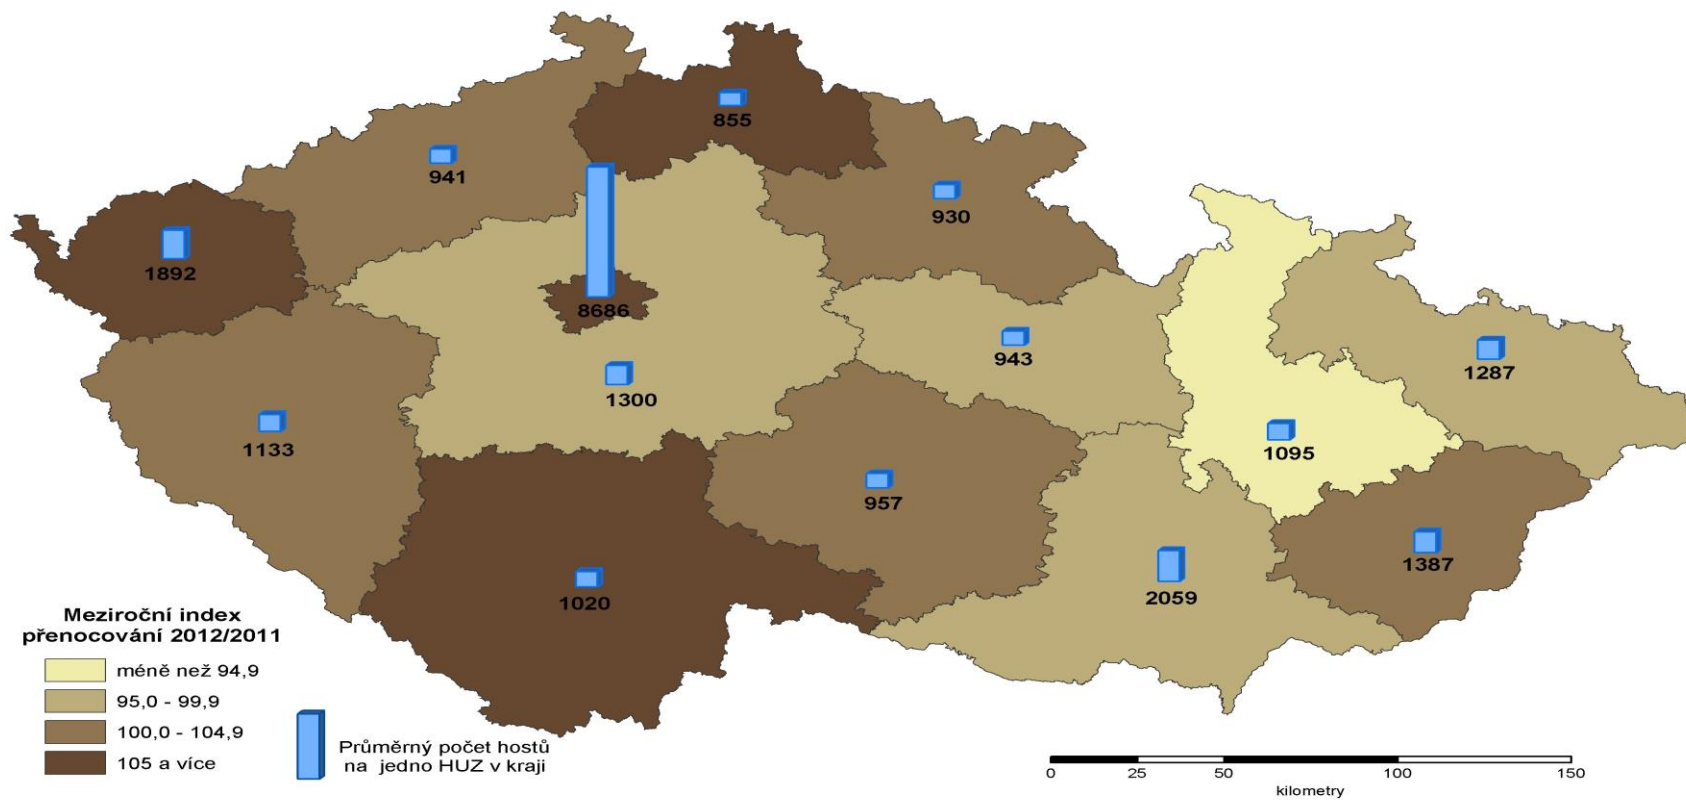 855
941
930
1892
8686
943
1287
1300
1133
1095
957
1387
1020
2059
Meziroční index
přenocování 2012/2011
méně než 94,9
95,0 - 99,9
100,0 - 104,9
105 a více
Průměrný počet hostů
na jedno HUZ v kraji
0 25 50 100 150
kilometry